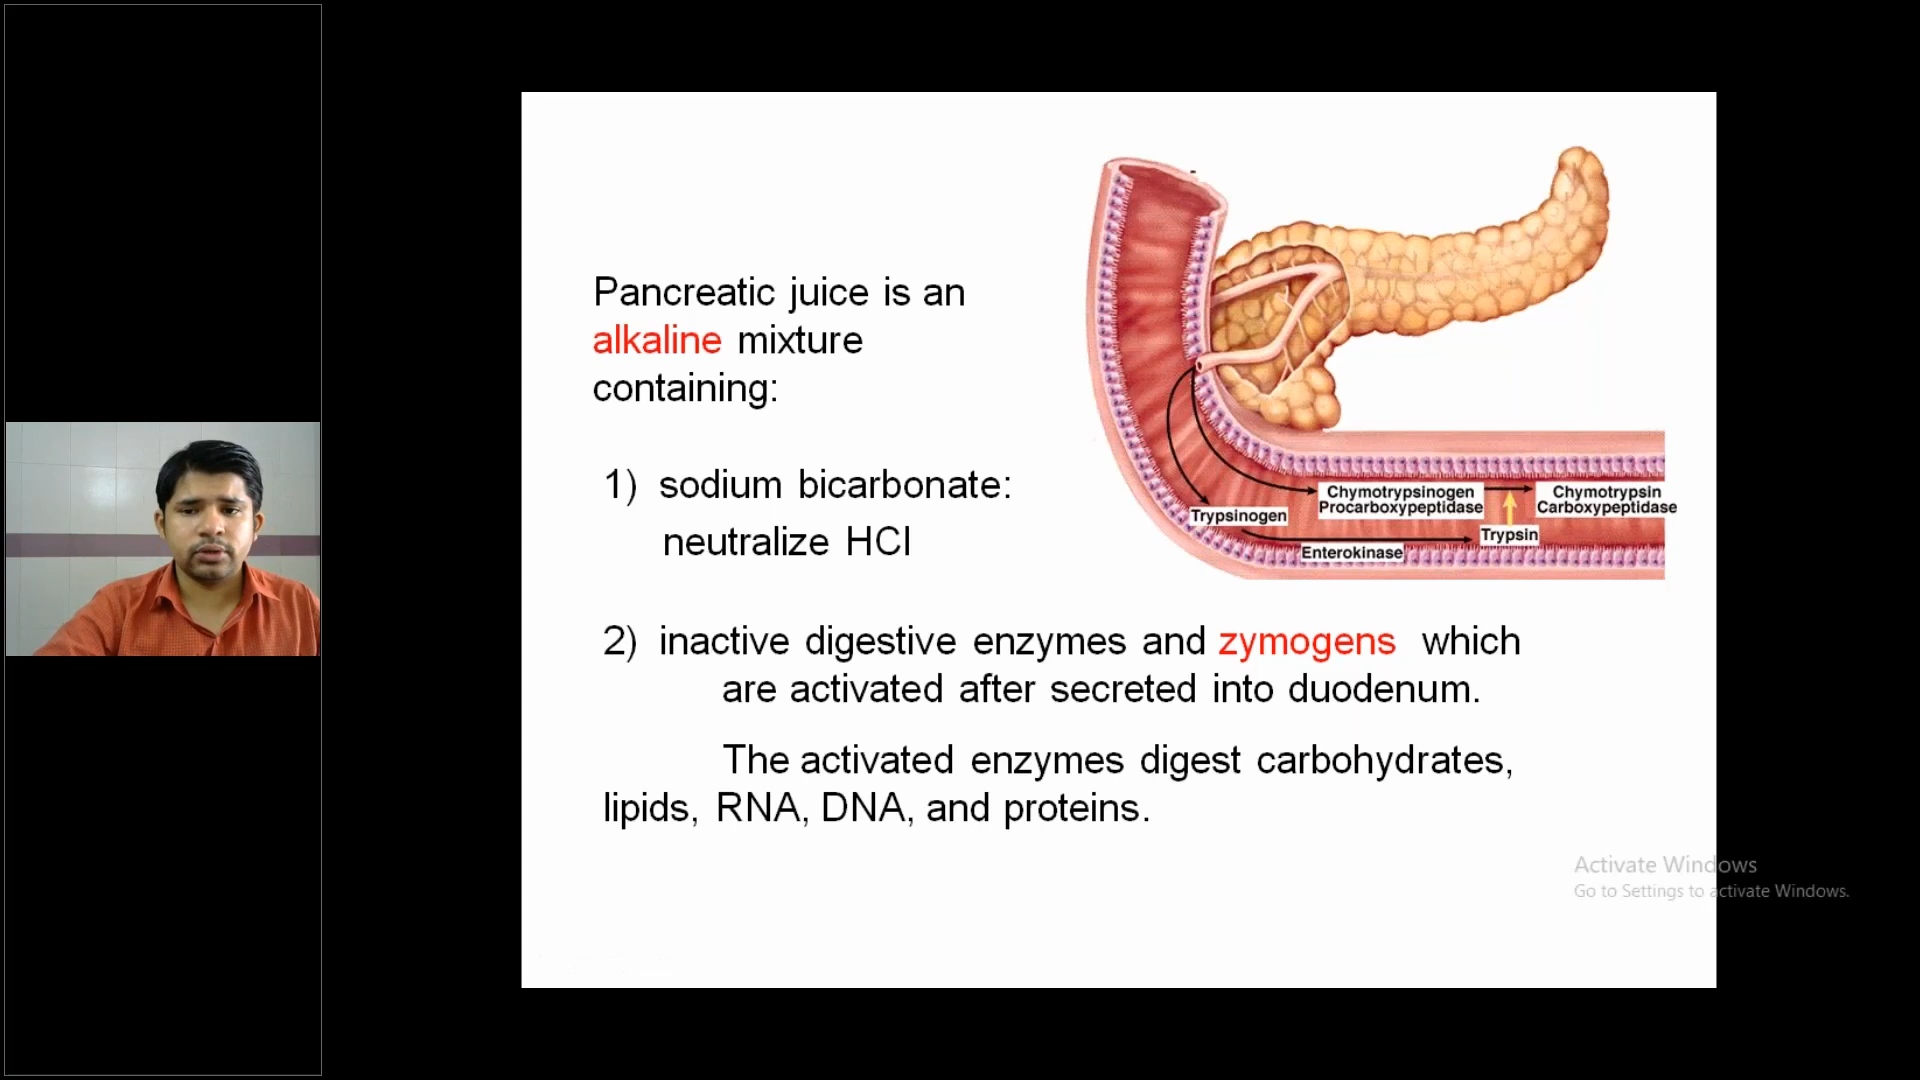 Pancreatic juice is an
alkaline mixture
containing:
1) sodium bicarbonate:
neutralize HCl
2) inactive digestive enzymes and zymogens which
are activated after secreted into duodenum.
The activated enzymes digest carbohydrates,
lipids, RNA, DNA, and proteins.
Trypsinogen
Chymotrypsinogen
Procarboxypeptidase
Chymotrypsin
Carboxypeptidase
Trypsin
Enterokinase
Activate Windows
Go to Settings to activate Windows.